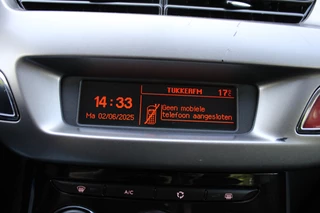 TUKKERFM 17°C
14:33
Ma 02/06/2025
Geen mobiele
telefoon aangesloten
A/C